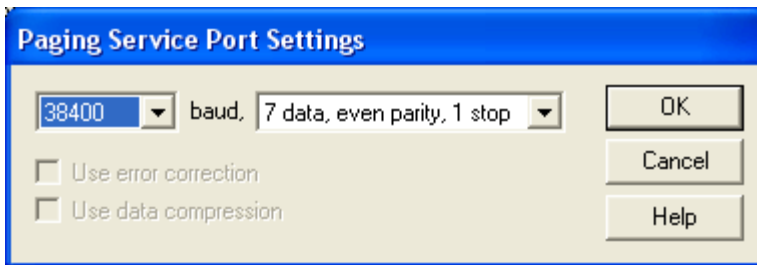 Paging Service Port Settings
38400 baud, 7 data, even parity, 1 stop OK
Use error correction Cancel
Use data compression Help